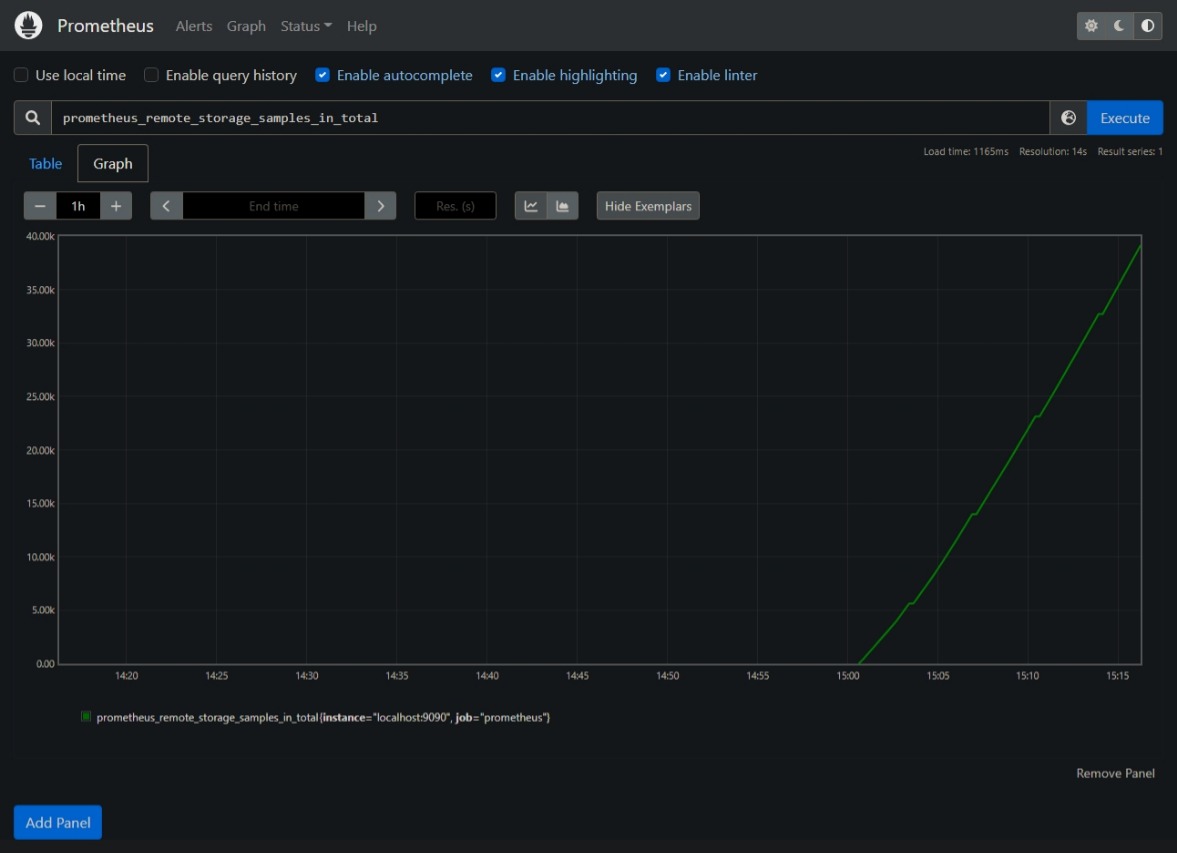 Prometheus Alerts Graph Status Help
Use local time Enable query history Enable autocomplete Enable highlighting Enable linter
prometheus_remote_storage_samples_in_total Execute
Load time: 1165ms Resolution: 14s Result series: 1
Table Graph
1h End time Res. (s) Hide Exemplars
40.00k
35.00k
30.00k
25.00k
20.00k
15.00k
10.00k
5.00k
0.00
14:20 14:25 14:30 14:35 14:40 14:45 14:50 14:55 15:00 15:05 15:10 15:15
prometheus_remote_storage_samples_in_total{instance="localhost:9090", job="prometheus"}
Remove Panel
Add Panel